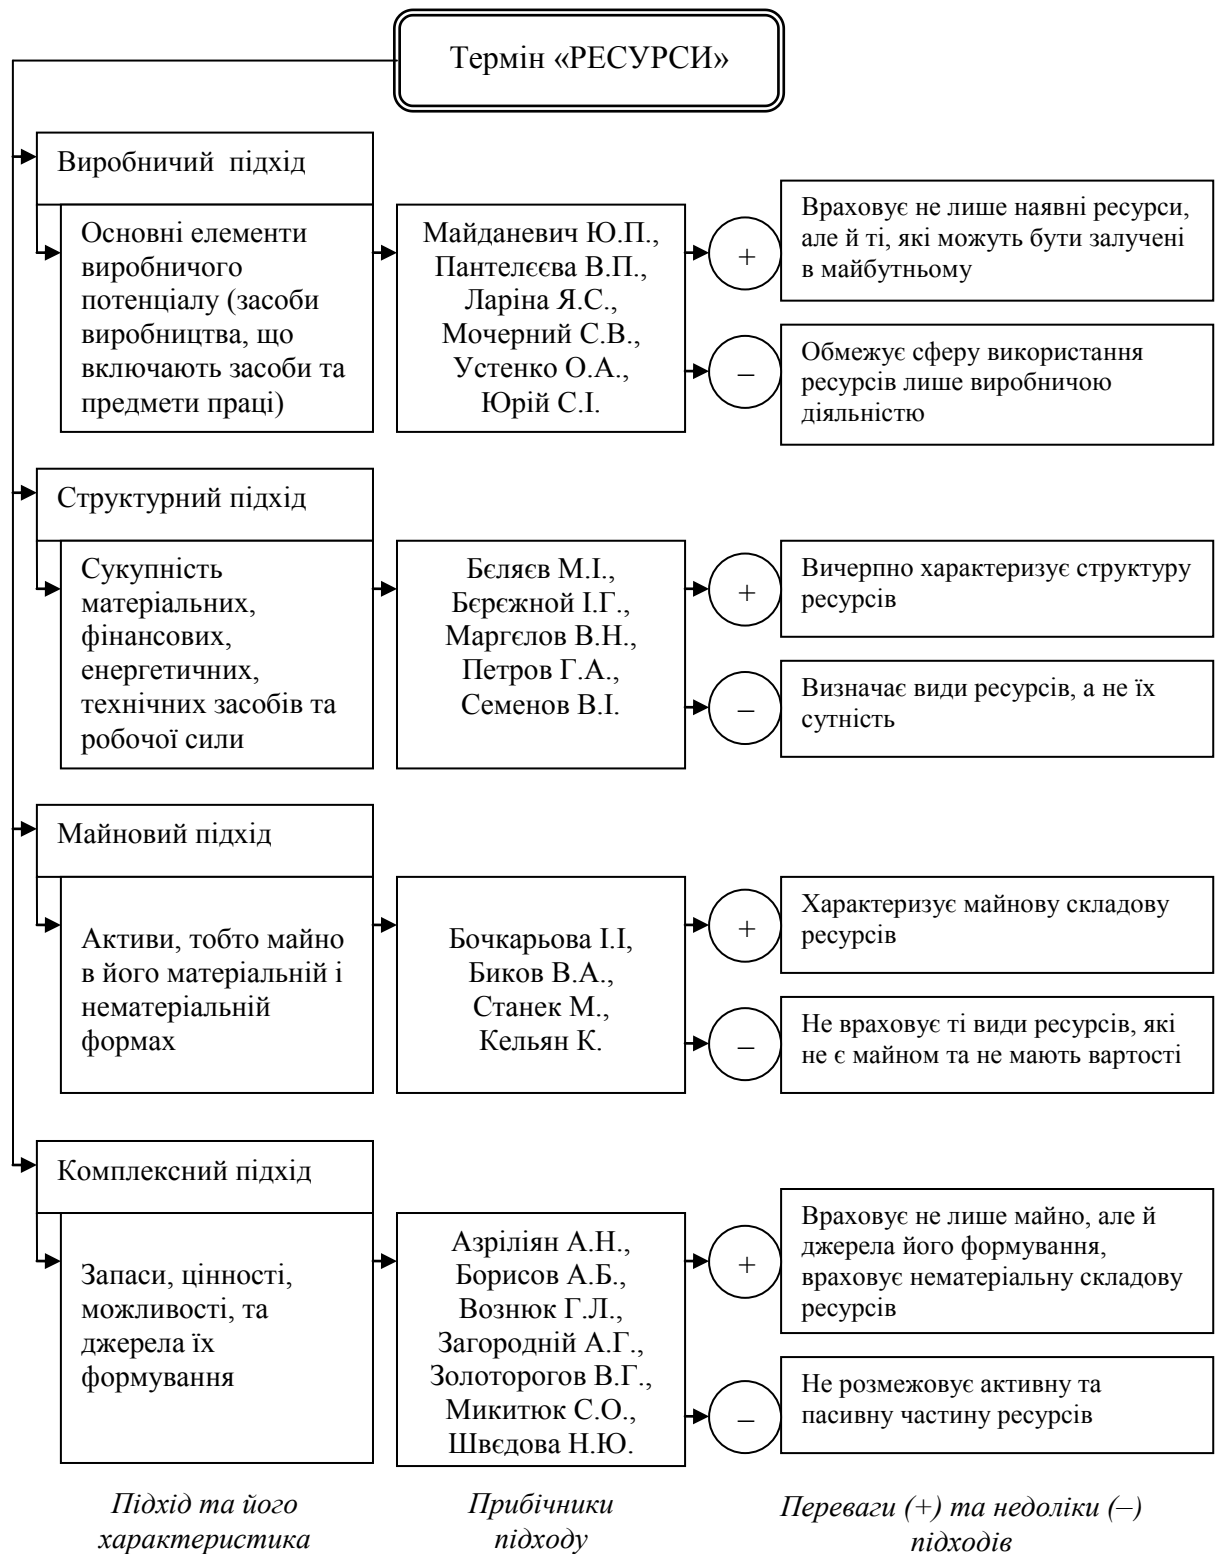 Термін «РЕСУРСИ»
Виробничий підхід
Основні елементи
виробничого
потенціалу (засоби
виробництва, що
включають засоби та
предмети праці)
Майданевич Ю.П.,
Пантелєєва В.П.,
Ларіна Я.С.,
Мочерний С.В.,
Устенко О.А.,
Юрій С.І.
+
Враховує не лише наявні ресурси,
але й ті, які можуть бути залучені
в майбутньому
–
Обмежує сферу використання
ресурсів лише виробничою
діяльністю
Структурний підхід
Сукупність
матеріальних,
фінансових,
енергетичних,
технічних засобів та
робочої сили
Бєляєв М.І.,
Бєрєжной І.Г.,
Маргєлов В.Н.,
Петров Г.А.,
Семенов В.І.
+
Вичерпно характеризує структуру
ресурсів
–
Визначає види ресурсів, а не їх
сутність
Майновий підхід
Активи, тобто майно
в його матеріальній і
нематеріальній
формах
Бочкарьова І.І,
Биков В.А.,
Станек М.,
Кельян К.
+
Характеризує майнову складову
ресурсів
–
Не враховує ті види ресурсів, які
не є майном та не мають вартості
Комплексний підхід
Запаси, цінності,
можливості, та
джерела їх
формування
Азріліян А.Н.,
Борисов А.Б.,
Вознюк Г.Л.,
Загородній А.Г.,
Золоторогов В.Г.,
Микитюк С.О.,
Швєдова Н.Ю.
+
Враховує не лише майно, але й
джерела його формування,
враховує нематеріальну складову
ресурсів
–
Не розмежовує активну та
пасивну частину ресурсів
Підхід та його
характеристика
Прибічники
підходу
Переваги (+) та недоліки (–)
підходів